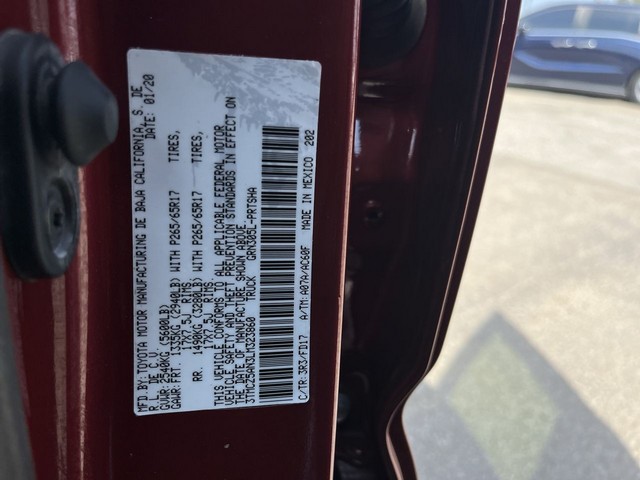 MFD.BY: TOYOTA MOTOR MANUFACTURING DE BAJA CALIFORNIA, S. DE
R L DE C V. DATE: 01/20
GVWR: 2540KG (5600LB)
GAWR: FRT. 1335KG (2940LB) WITH P265/65R17 TIRES,
17X7.5J RIMS
RR. 1490KG (3280LB) WITH P265/65R17 TIRES,
17X7.5J RIMS
THIS VEHICLE CONFORMS TO ALL APPLICABLE FEDERAL MOTOR
VEHICLE SAFETY AND THEFT PREVENTION STANDARDS IN EFFECT ON
THE DATE OF MANUFACTURE SHOWN ABOVE.
TRUCK GRN305L-PRTSHA
C/TR: 3R3/FD17 A/TM: A07A/AC60F MADE IN MEXICO 202